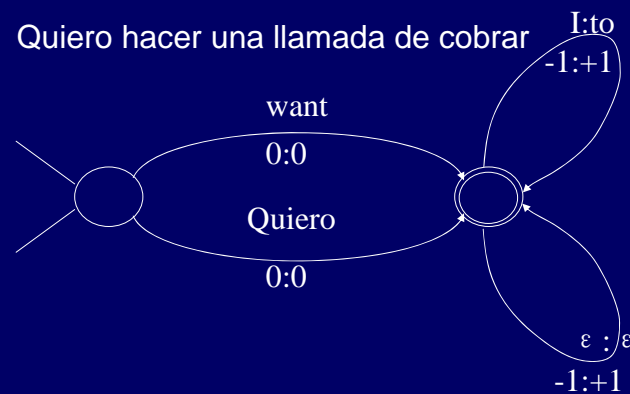 Quiero hacer una llamada de cobrar
I:to
-1:+1
want
0:0
Quiero
0:0
ε : ε
-1:+1